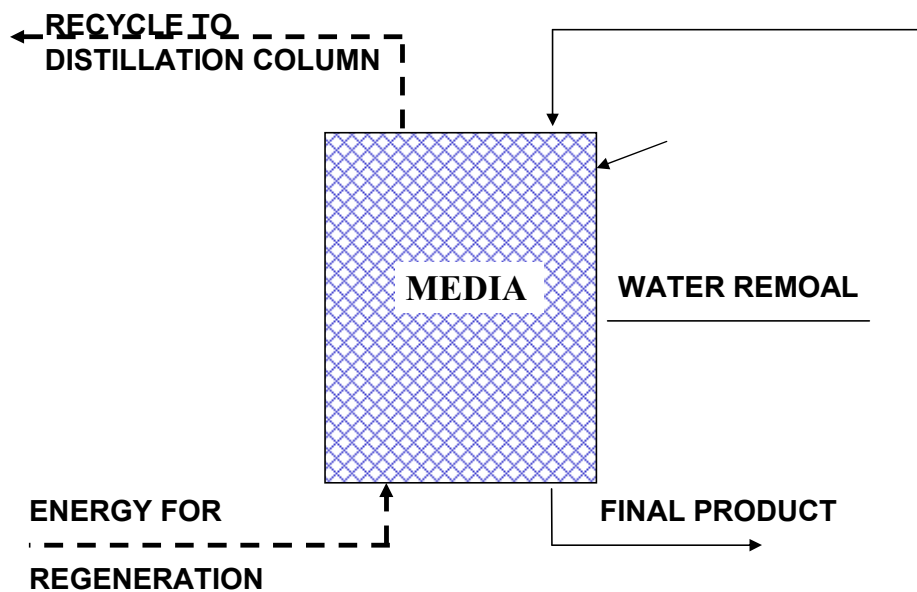 RECYCLE TO
DISTILLATION COLUMN
MEDIA
WATER REMOAL
ENERGY FOR
REGENERATION
FINAL PRODUCT